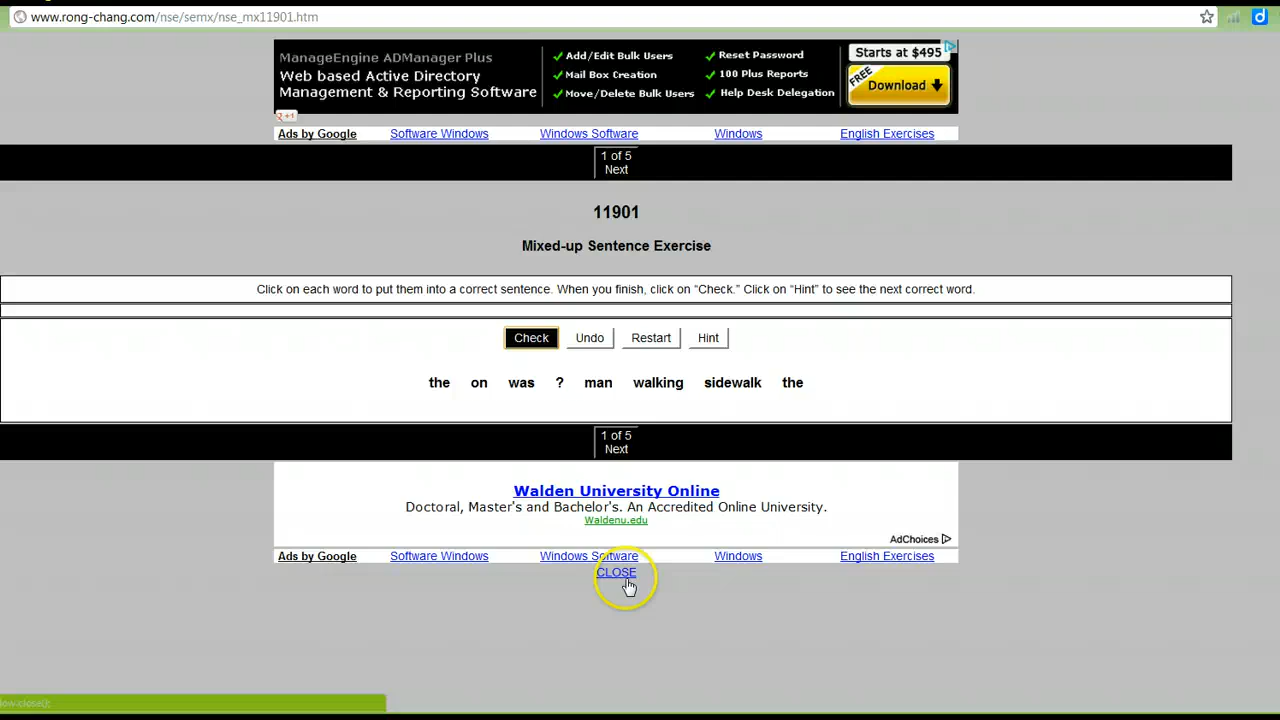 www.rong-chang.com/nse/semx/nse_mx11901.htm
ManageEngine ADManager Plus
Web based Active Directory
Management & Reporting Software
Add/Edit Bulk Users
Mail Box Creation
Move/Delete Bulk Users
Reset Password
100 Plus Reports
Help Desk Delegation
Starts at $495
FREE
Download
+1
Ads by Google Software Windows Windows Software Windows English Exercises
1 of 5
Next
11901
Mixed-up Sentence Exercise
Click on each word to put them into a correct sentence. When you finish, click on “Check.” Click on “Hint” to see the next correct word.
Check Undo Restart Hint
the on was ? man walking sidewalk the
1 of 5
Next
Walden University Online
Doctoral, Master's and Bachelor's. An Accredited Online University.
Waldenu.edu
AdChoices
Ads by Google Software Windows Windows Software Windows English Exercises
CLOSE